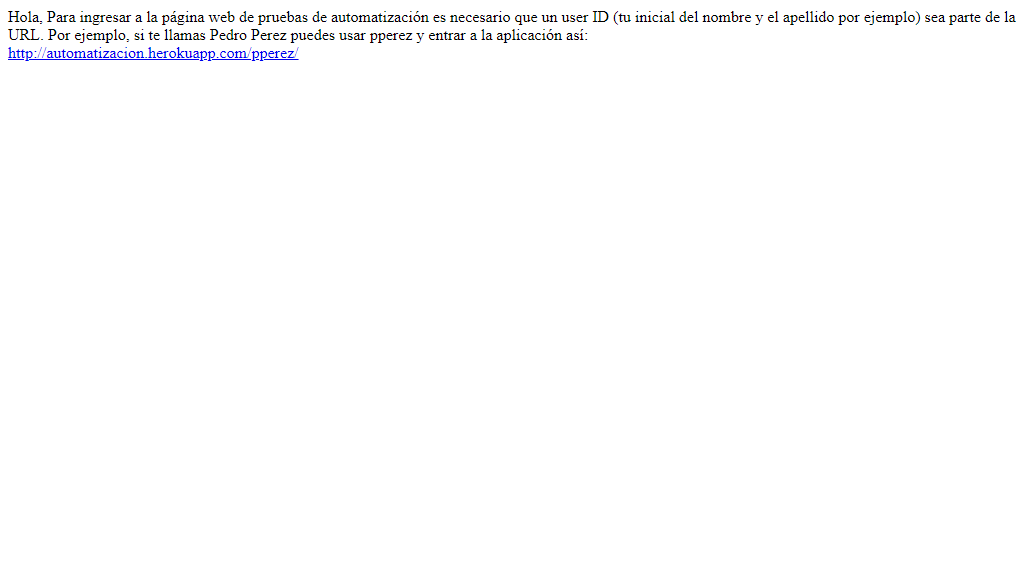 Hola, Para ingresar a la página web de pruebas de automatización es necesario que un user ID (tu inicial del nombre y el apellido por ejemplo) sea parte de la
URL. Por ejemplo, si te llamas Pedro Perez puedes usar pperez y entrar a la aplicación así:
http://automatizacion.herokuapp.com/pperez/